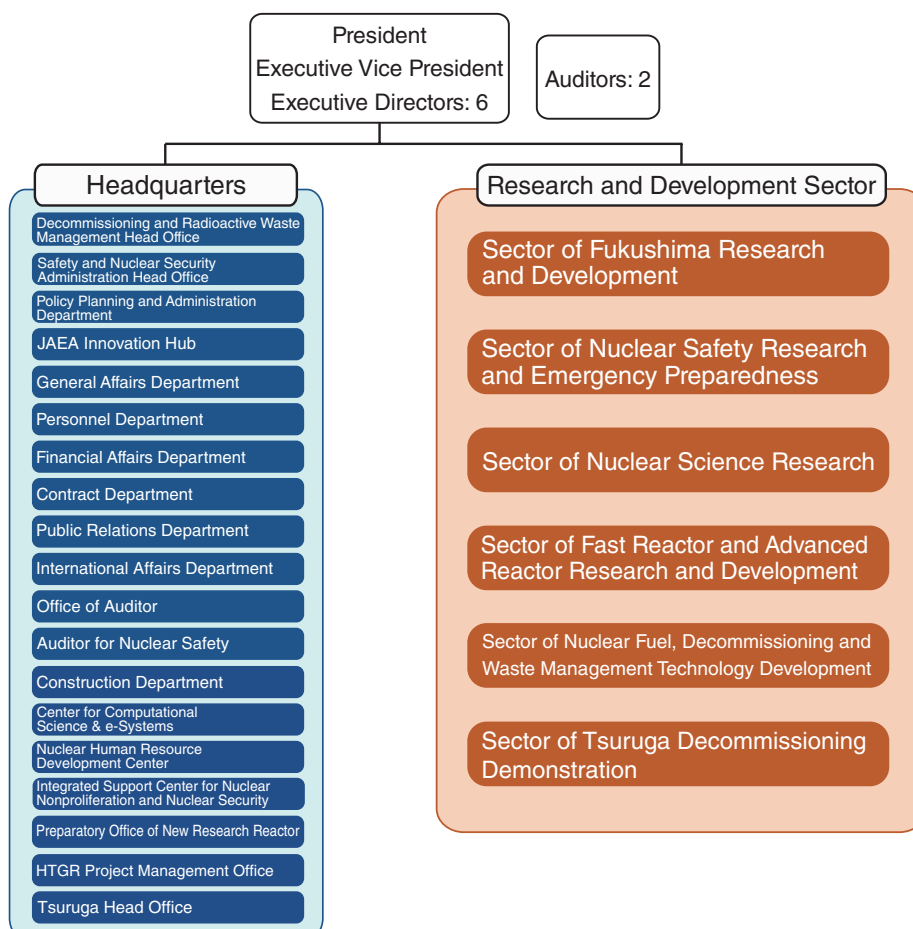 President
Executive Vice President
Executive Directors: 6
Auditors: 2
Headquarters
Decommissioning and Radioactive Waste
Management Head Office
Safety and Nuclear Security
Administration Head Office
Policy Planning and Administration
Department
JAEA Innovation Hub
General Affairs Department
Personnel Department
Financial Affairs Department
Contract Department
Public Relations Department
International Affairs Department
Office of Auditor
Auditor for Nuclear Safety
Construction Department
Center for Computational
Science & e-Systems
Nuclear Human Resource
Development Center
Integrated Support Center for Nuclear
Nonproliferation and Nuclear Security
Preparatory Office of New Research Reactor
HTGR Project Management Office
Tsuruga Head Office
Research and Development Sector
Sector of Fukushima Research
and Development
Sector of Nuclear Safety Research
and Emergency Preparedness
Sector of Nuclear Science Research
Sector of Fast Reactor and Advanced
Reactor Research and Development
Sector of Nuclear Fuel, Decommissioning and
Waste Management Technology Development
Sector of Tsuruga Decommissioning
Demonstration